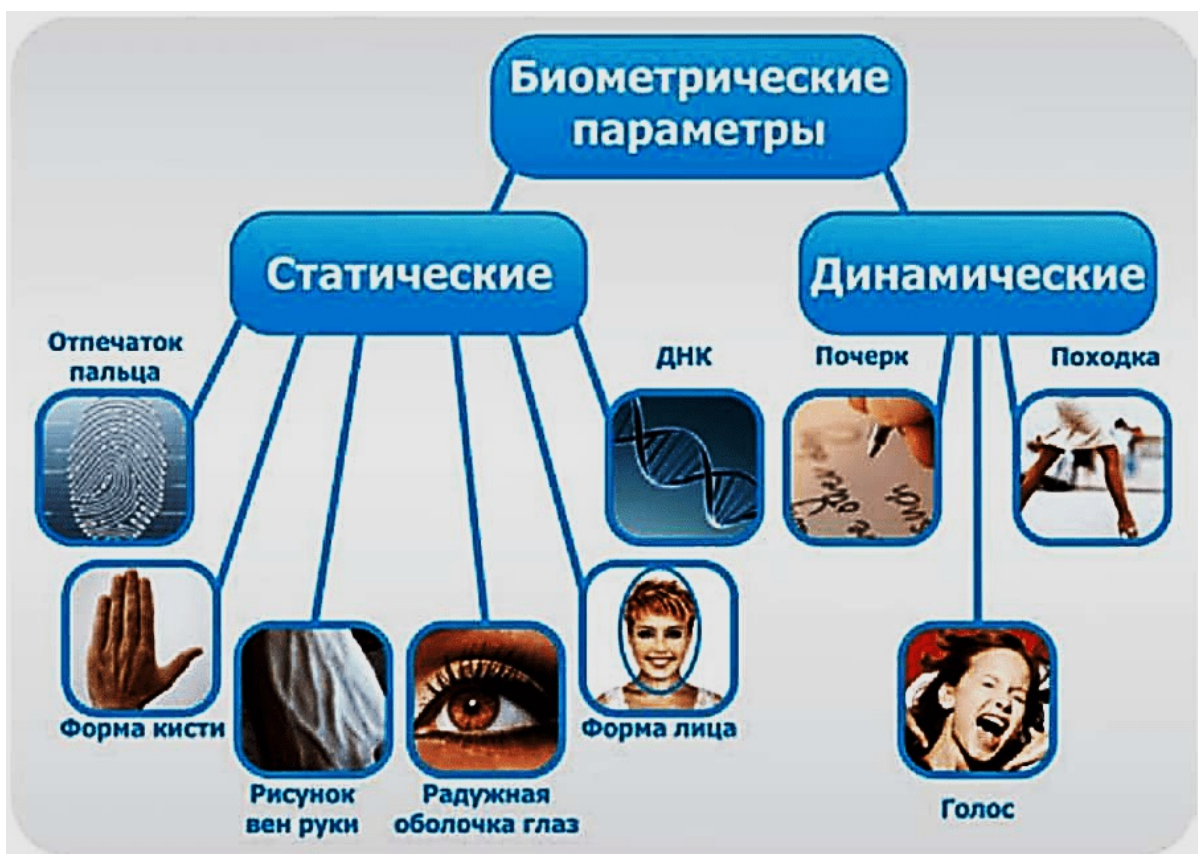 Биометрические
параметры
Статические
Динамические
Отпечаток
пальца
ДНК
Почерк
Походка
Форма кисти
Форма лица
Рисунок
вен руки
Радужная
оболочка глаз
Голос